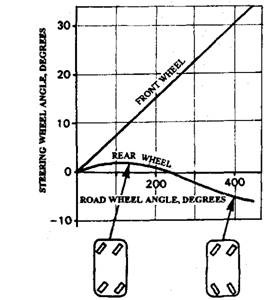 30
20
10
0
-10
STEERING WHEEL ANGLE, DEGREES
FRONT WHEEL
REAR WHEEL
0
200
400
ROAD WHEEL ANGLE, DEGREES